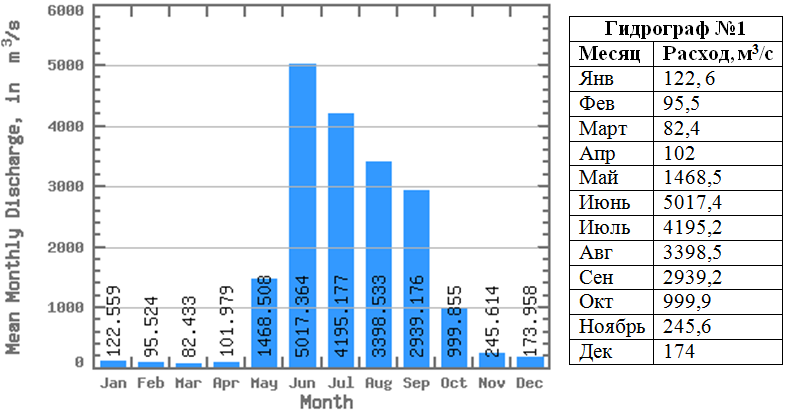 Mean Monthly Discharge, in m³/s
5000
4000
3000
2000
1000
0
122.559
95.524
82.433
101.979
1468.508
5017.364
4195.177
3398.533
2939.176
999.855
245.614
173.958
Jan Feb Mar Apr May Jun Jul Aug Sep Oct Nov Dec
Month
Гидрограф №1
Месяц Расход, м³/с
Янв 122, 6
Фев 95,5
Март 82,4
Апр 102
Май 1468,5
Июнь 5017,4
Июль 4195,2
Авг 3398,5
Сен 2939,2
Окт 999,9
Ноябрь 245,6
Дек 174